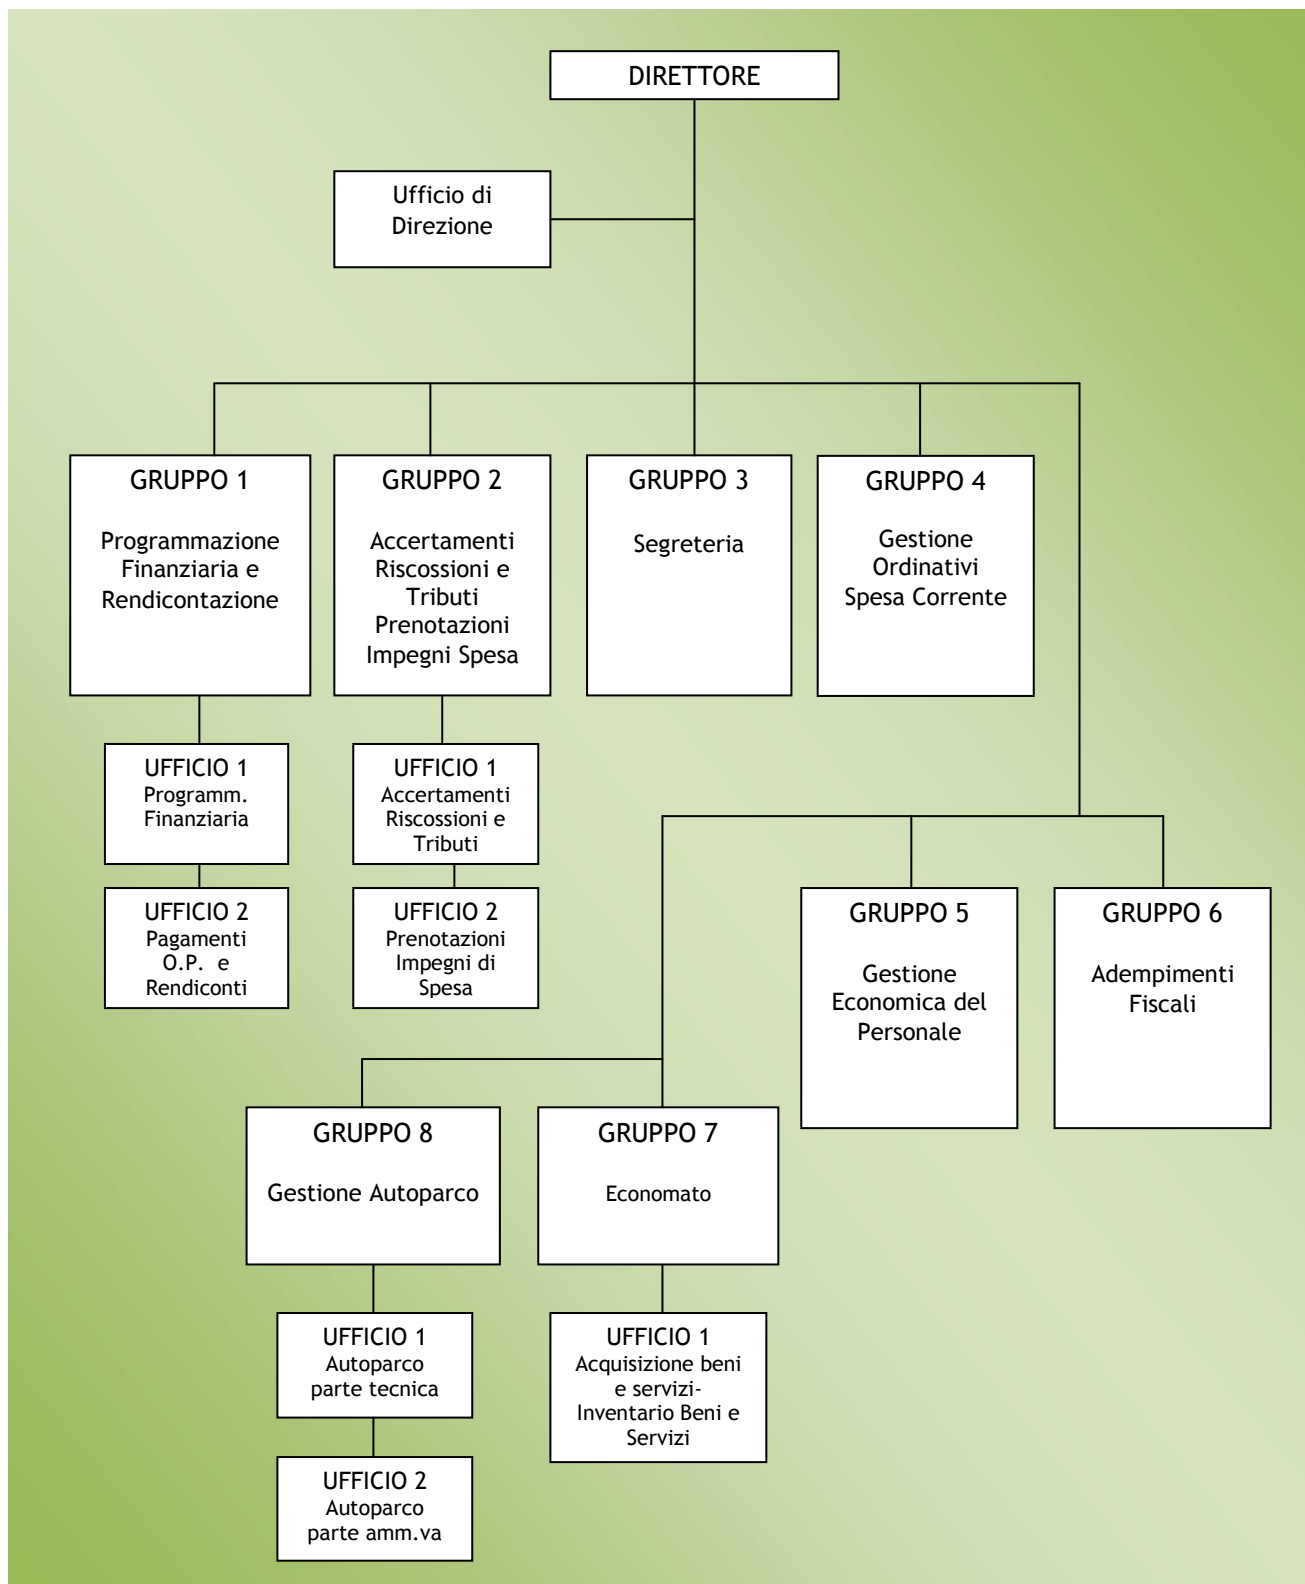 DIRETTORE
Ufficio di
Direzione
GRUPPO 1
Programmazione
Finanziaria e
Rendicontazione
GRUPPO 2
Accertamenti
Riscossioni e
Tributi
Prenotazioni
Impegni Spesa
GRUPPO 3
Segreteria
GRUPPO 4
Gestione
Ordinativi
Spesa Corrente
UFFICIO 1
Programm.
Finanziaria
UFFICIO 2
Pagamenti
O.P. e
Rendiconti
UFFICIO 1
Accertamenti
Riscossioni e
Tributi
UFFICIO 2
Prenotazioni
Impegni di
Spesa
GRUPPO 5
Gestione
Economica del
Personale
GRUPPO 6
Adempimenti
Fiscali
GRUPPO 8
Gestione Autoparco
GRUPPO 7
Economato
UFFICIO 1
Autoparco
parte tecnica
UFFICIO 2
Autoparco
parte amm.va
UFFICIO 1
Acquisizione beni
e servizi-
Inventario Beni e
Servizi